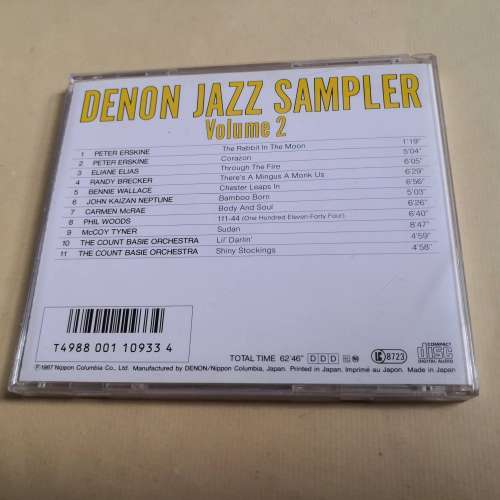 DENON JAZZ SAMPLER
Volume 2
1 PETER ERSKINE The Rabbit In The Moon 1'19"
2 PETER ERSKINE Corazon 5'04"
3 ELIANE ELIAS Through The Fire 6'05"
4 RANDY BRECKER There's A Mingus A Monk Us 6'29"
5 BENNIE WALLACE Chester Leaps In 6'56"
6 JOHN KAIZAN NEPTUNE Bamboo Born 5'03"
7 CARMEN McRAE Body And Soul 6'26"
8 PHIL WOODS 111-44 (One Hundred-Eleven-Forty Four) 6'40"
9 McCOY TYNER Sudan 8'47"
10 THE COUNT BASIE ORCHESTRA Lil' Darlin' 4'59"
11 THE COUNT BASIE ORCHESTRA Shiny Stockings 4'58"
T4988 001 10933 4
TOTAL TIME 62'46" DDD 8723 COMPACT DISC DIGITAL AUDIO
℗1987 Nippon Columbia Co., Ltd. Manufactured by DENON/Nippon Columbia, Japan. Printed in Japan. Imprimé au Japon. Made in Japan